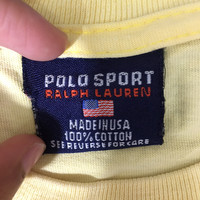 POLO SPORT
RALPH LAUREN
MADE IN USA
100% COTTON
SEE REVERSE FOR CARE